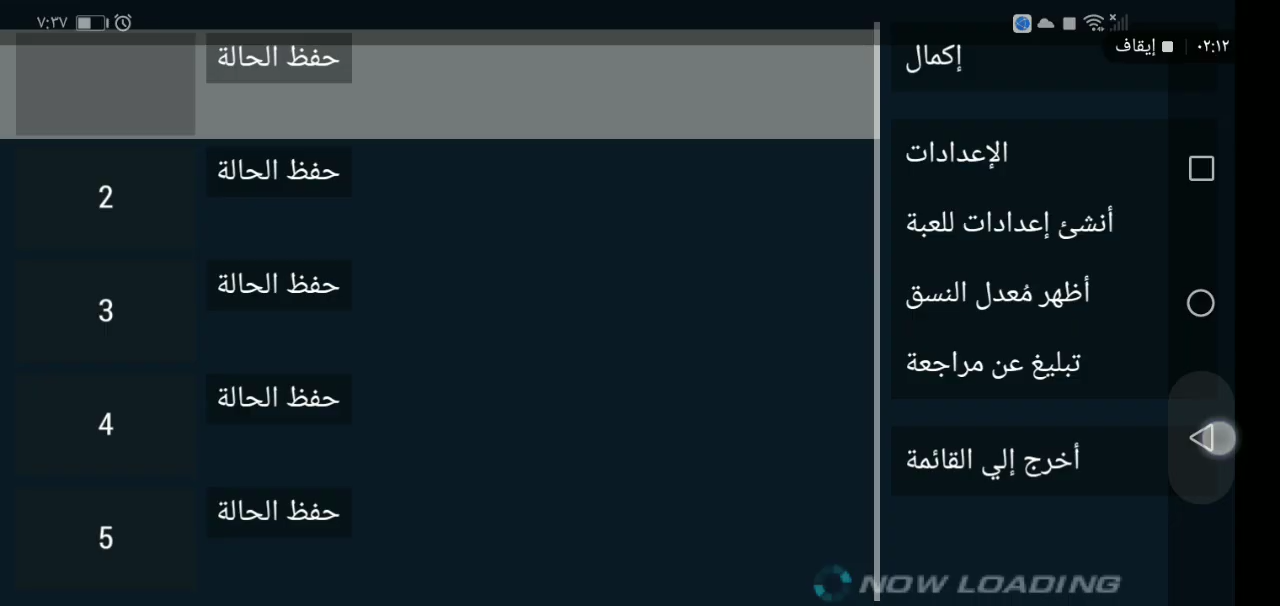 ٧:٣٧
٠٢:١٢ إيقاف
إكمال
الإعدادات
أنشئ إعدادات للعبة
أظهر مُعدل النسق
تبليغ عن مراجعة
أخرج إلي القائمة
حفظ الحالة
2 حفظ الحالة
3 حفظ الحالة
4 حفظ الحالة
5 حفظ الحالة
NOW LOADING